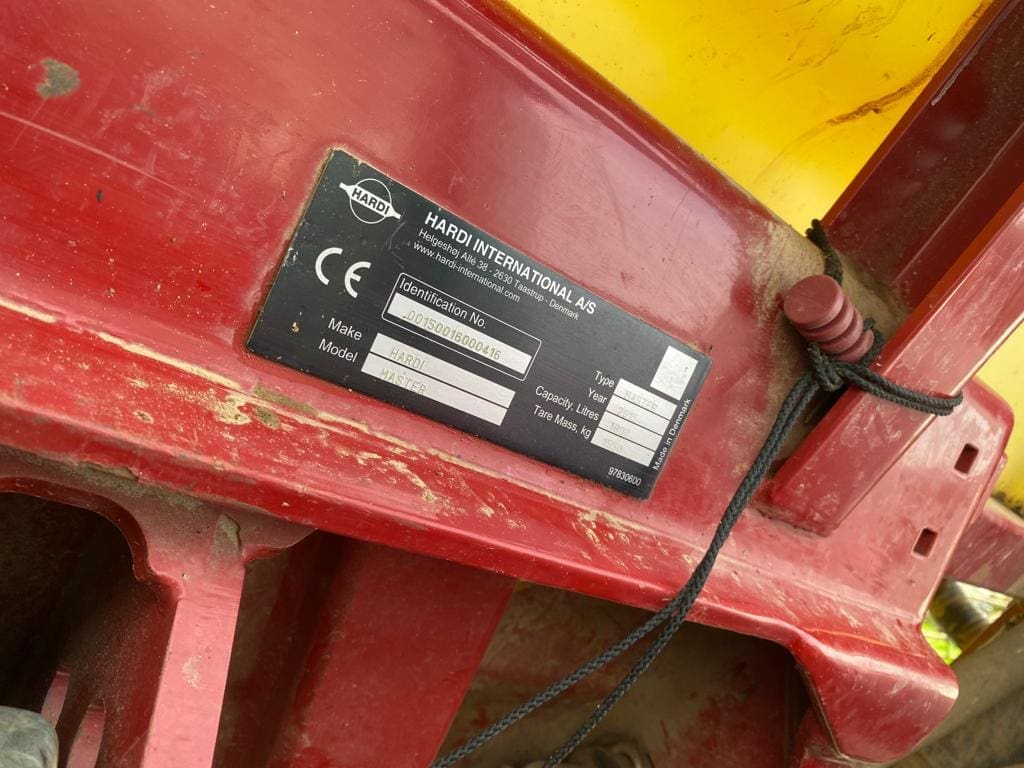 HARDI
HARDI INTERNATIONAL A/S
Helgeshøj Allé 38 - 2630 Taastrup - Denmark
www.hardi-international.com
CE
Identification No.
00150016000416
Make HARDI
Model MASTER
Type MASTER
Year 2015
Capacity, Litres 1800
Tare Mass, kg
Made in Denmark
97830600